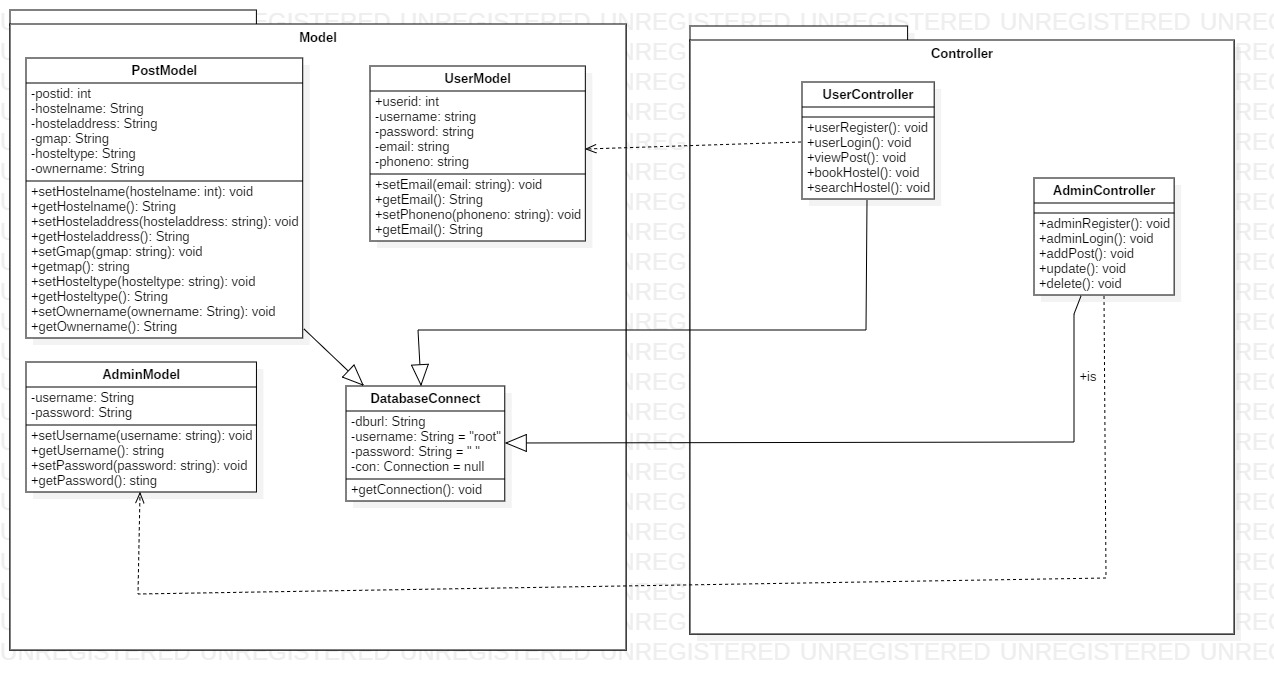 Model
PostModel
-postid: int
-hostelname: String
-hosteladdress: String
-gmap: String
-hosteltype: String
-ownername: String
+setHostelname(hostelname: int): void
+getHostelname(): String
+setHosteladdress(hosteladdress: string): void
+getHosteladdress(): String
+setGmap(gmap: string): void
+getmap(): string
+setHosteltype(hosteltype: string): void
+getHosteltype(): String
+setOwnername(ownername: String): void
+getOwnername(): String
UserModel
+userid: int
-username: string
-password: string
-email: string
-phoneno: string
+setEmail(email: string): void
+getEmail(): String
+setPhoneno(phoneno: string): void
+getEmail(): String
AdminModel
-username: String
-password: String
+setUsername(username: string): void
+getUsername(): string
+setPassword(password: string): void
+getPassword(): sting
DatabaseConnect
-dburl: String
-username: String = "root"
-password: String = " "
-con: Connection = null
+getConnection(): void
Controller
UserController
+userRegister(): void
+userLogin(): void
+viewPost(): void
+bookHostel(): void
+searchHostel(): void
AdminController
+adminRegister(): void
+adminLogin(): void
+addPost(): void
+update(): void
+delete(): void
+is
UNREGISTERED UNREGISTERED UNREGISTERED UNREGISTERED UNREGISTERED UNREGISTERED